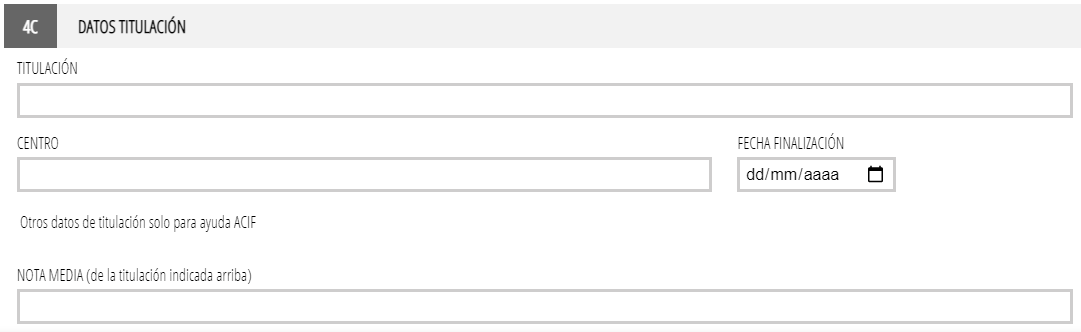 4C DATOS TITULACIÓN
TITULACIÓN
CENTRO FECHA FINALIZACIÓN
dd/mm/aaaa
Otros datos de titulación solo para ayuda ACIF
NOTA MEDIA (de la titulación indicada arriba)